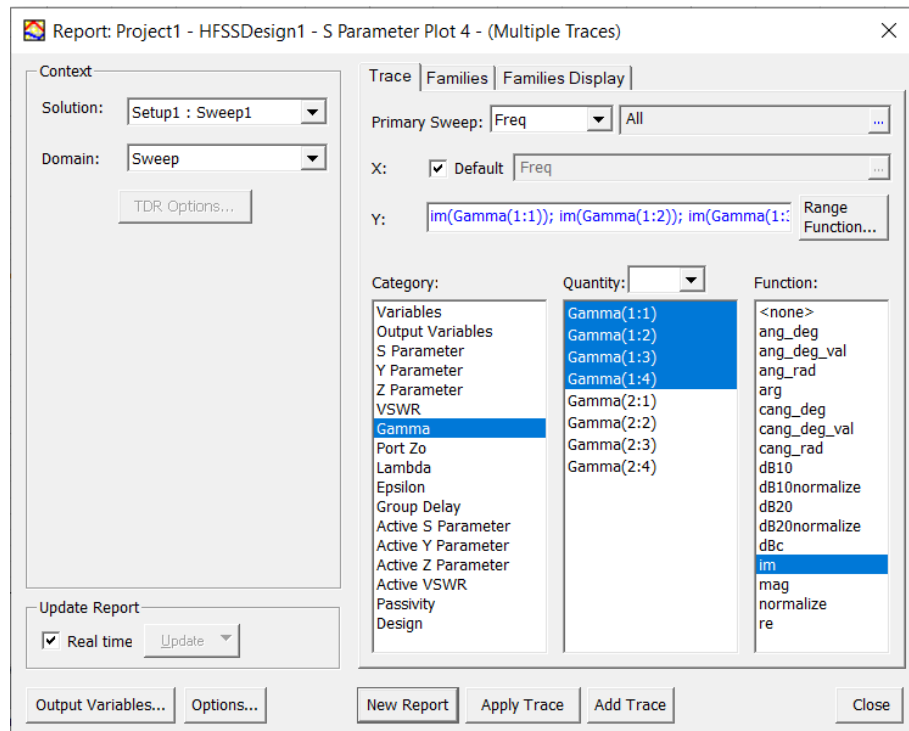 Report: Project1 - HFSSDesign1 - S Parameter Plot 4 - (Multiple Traces)
Context
Solution: Setup1 : Sweep1
Domain: Sweep
TDR Options...
Update Report
Real time Update
Trace Families Families Display
Primary Sweep: Freq All ...
X: Default Freq ...
Y: im(Gamma(1:1)); im(Gamma(1:2)); im(Gamma(1:3
Range
Function...
Category:
Variables
Output Variables
S Parameter
Y Parameter
Z Parameter
VSWR
Gamma
Port Zo
Lambda
Epsilon
Group Delay
Active S Parameter
Active Y Parameter
Active Z Parameter
Active VSWR
Passivity
Design
Quantity:
Gamma(1:1)
Gamma(1:2)
Gamma(1:3)
Gamma(1:4)
Gamma(2:1)
Gamma(2:2)
Gamma(2:3)
Gamma(2:4)
Function:
<none>
ang_deg
ang_deg_val
ang_rad
arg
cang_deg
cang_deg_val
cang_rad
dB10
dB10normalize
dB20
dB20normalize
dBc
im
mag
normalize
re
Output Variables... Options... New Report Apply Trace Add Trace Close